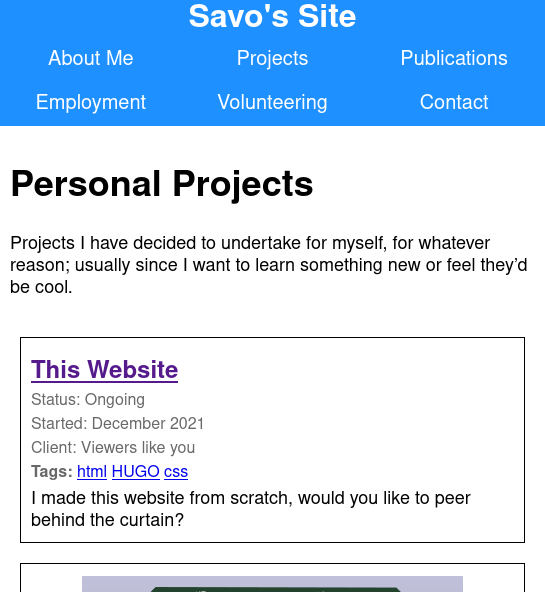 Savo's Site
About Me Projects Publications
Employment Volunteering Contact
Personal Projects
Projects I have decided to undertake for myself, for whatever
reason; usually since I want to learn something new or feel they’d
be cool.
This Website
Status: Ongoing
Started: December 2021
Client: Viewers like you
Tags: html HUGO css
I made this website from scratch, would you like to peer
behind the curtain?